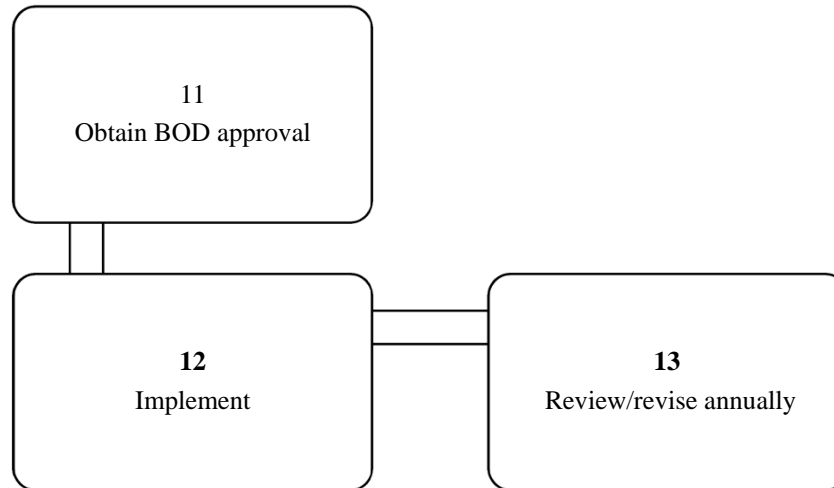 11
Obtain BOD approval
12
Implement
13
Review/revise annually